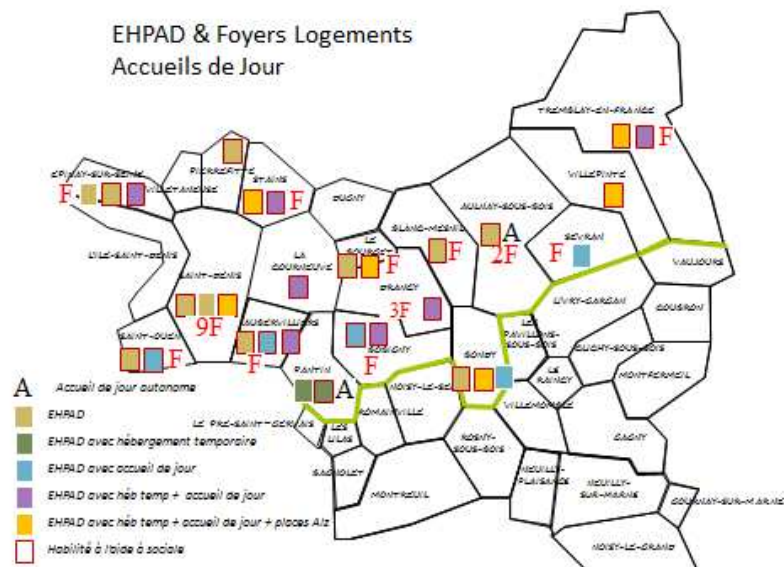 EHPAD & Foyers Logements
Accueils de Jour
TREMBLAY-EN-FRANCE
F
PIERREFITTE
STAINS
F
EPINAY-SUR-SEINE
F
VILLETANEUSE
DUGNY
VILLEPINTE
AULNAY-SOUS-BOIS
A
2F
BLANC-MESNIL
F
SEVRAN
F
VAUJOURS
L'ILE-SAINT-DENIS
SAINT-DENIS
9F
LA COURNEUVE
LE BOURGET
F
DRANCY
3F
LIVRY-GARGAN
COUBRON
SAINT-OUEN
F
AUBERVILLIERS
F
BOBIGNY
F
BONDY
LES PAVILLONS-SOUS-BOIS
CLICHY-SOUS-BOIS
MONTFERMEIL
LE RAINCY
PANTIN
A
NOISY-LE-SEC
VILLEMOMBLE
GAGNY
LE PRE-SAINT-GERVAIS
LES LILAS
ROMAINVILLE
BAGNOLET
MONTREUIL
ROSNY-SOUS-BOIS
NEUILLY-PLAISANCE
NEUILLY-SUR-MARNE
GOURNAY-SUR-MARNE
NOISY-LE-GRAND
A Accueil de jour autonome
EHPAD
EHPAD avec hébergement temporaire
EHPAD avec accueil de jour
EHPAD avec héb temp + accueil de jour
EHPAD avec héb temp + accueil de jour + places Alz
Habilité à l'aide à sociale